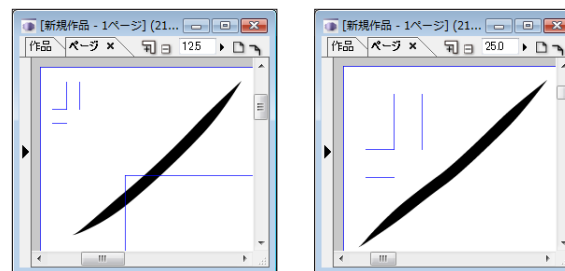 [新規作品 - 1ページ] (21...
作品 ページ × 12.5
[新規作品 - 1ページ] (21...
作品 ページ × 25.0